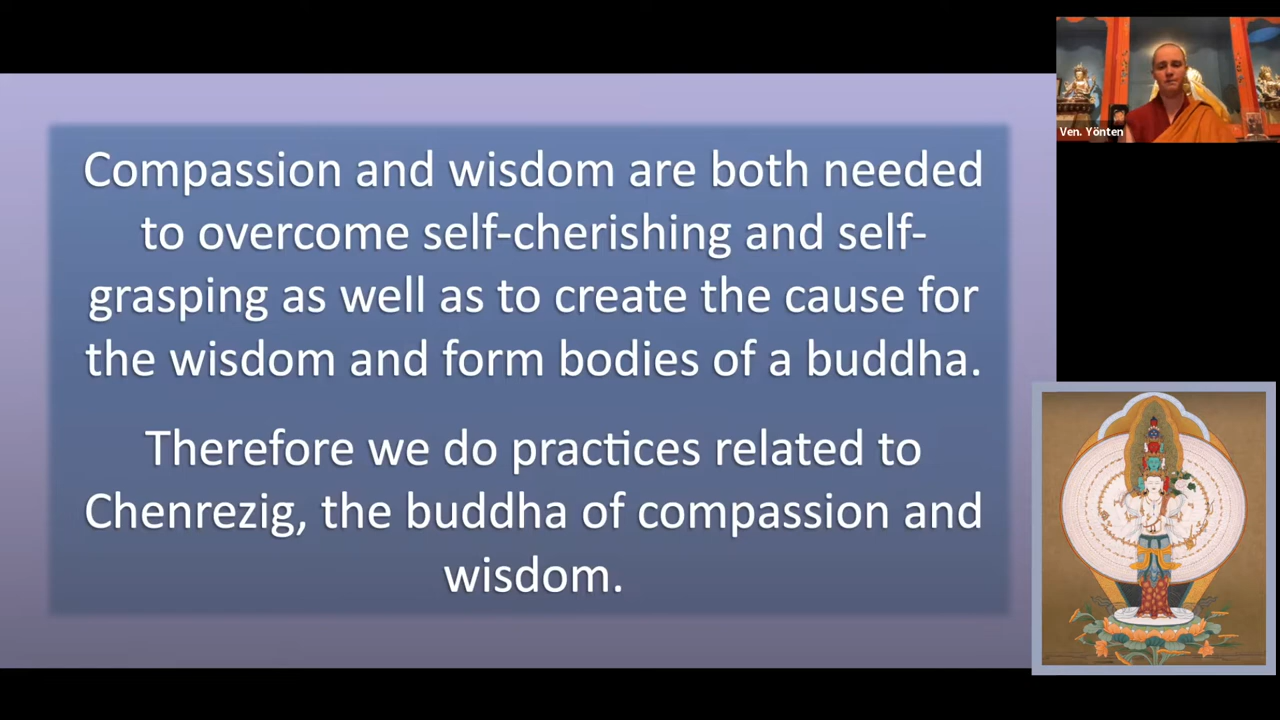 Compassion and wisdom are both needed
to overcome self-cherishing and self-
grasping as well as to create the cause for
the wisdom and form bodies of a buddha.
Therefore we do practices related to
Chenrezig, the buddha of compassion and
wisdom.
Ven. Yönten